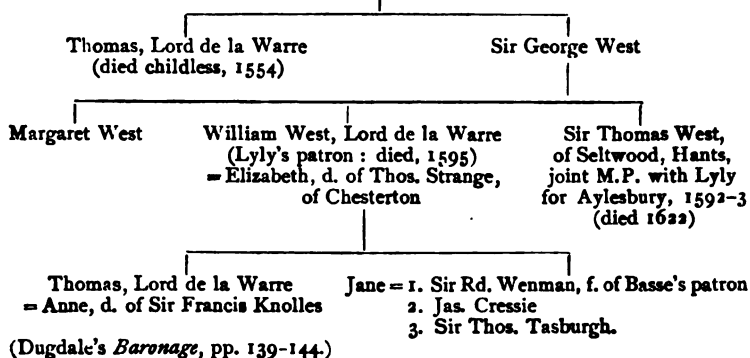 Thomas, Lord de la Warre
(died childless, 1554)
Sir George West
Margaret West
William West, Lord de la Warre
(Lyly's patron : died, 1595)
= Elizabeth, d. of Thos. Strange,
of Chesterton
Sir Thomas West,
of Seltwood, Hants,
joint M.P. with Lyly
for Aylesbury, 1592-3
(died 1622)
Thomas, Lord de la Warre
= Anne, d. of Sir Francis Knolles
Jane = 1. Sir Rd. Wenman, f. of Basse's patron
2. Jas. Cressie
3. Sir Thos. Tasburgh.
(Dugdale's Baronage, pp. 139-144.)